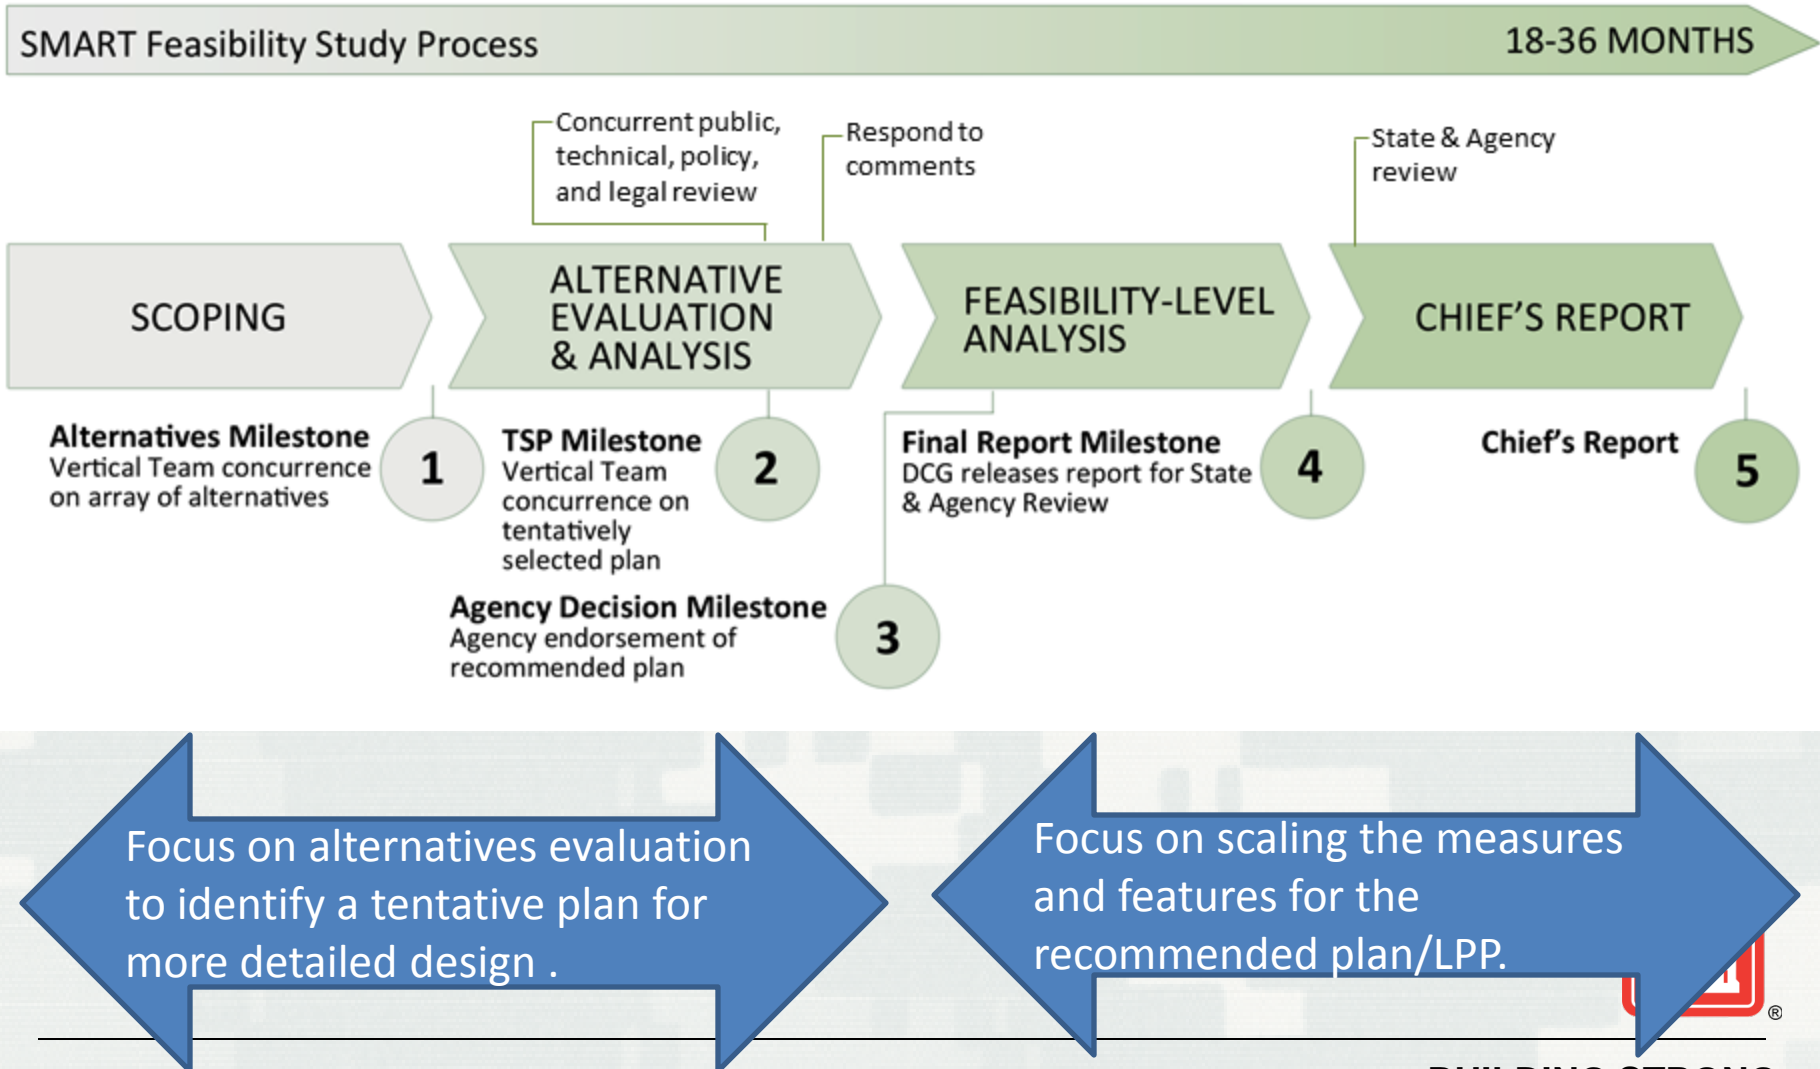 SMART Feasibility Study Process
18-36 MONTHS
Concurrent public,
technical, policy,
and legal review
Respond to
comments
State & Agency
review
SCOPING
ALTERNATIVE
EVALUATION
& ANALYSIS
FEASIBILITY-LEVEL
ANALYSIS
CHIEF'S REPORT
Alternatives Milestone
Vertical Team concurrence
on array of alternatives
1
TSP Milestone
Vertical Team
concurrence on
tentatively
selected plan
2
Agency Decision Milestone
Agency endorsement of
recommended plan
3
Final Report Milestone
DCG releases report for State
& Agency Review
4
Chief's Report
5
Focus on alternatives evaluation
to identify a tentative plan for
more detailed design .
Focus on scaling the measures
and features for the
recommended plan/LPP.
®
BUILDING STRONG